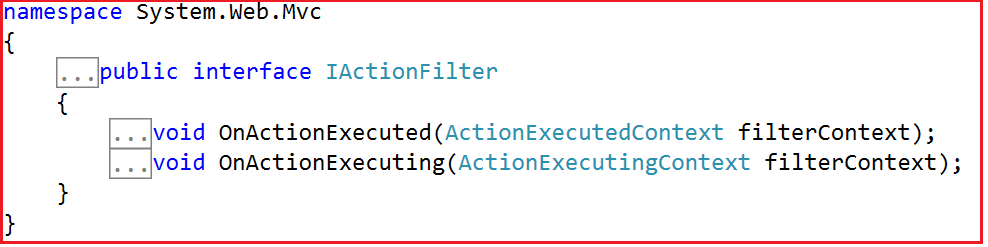 namespace System.Web.Mvc
{
    ...public interface IActionFilter
    {
        ...void OnActionExecuted(ActionExecutedContext filterContext);
        ...void OnActionExecuting(ActionExecutingContext filterContext);
    }
}